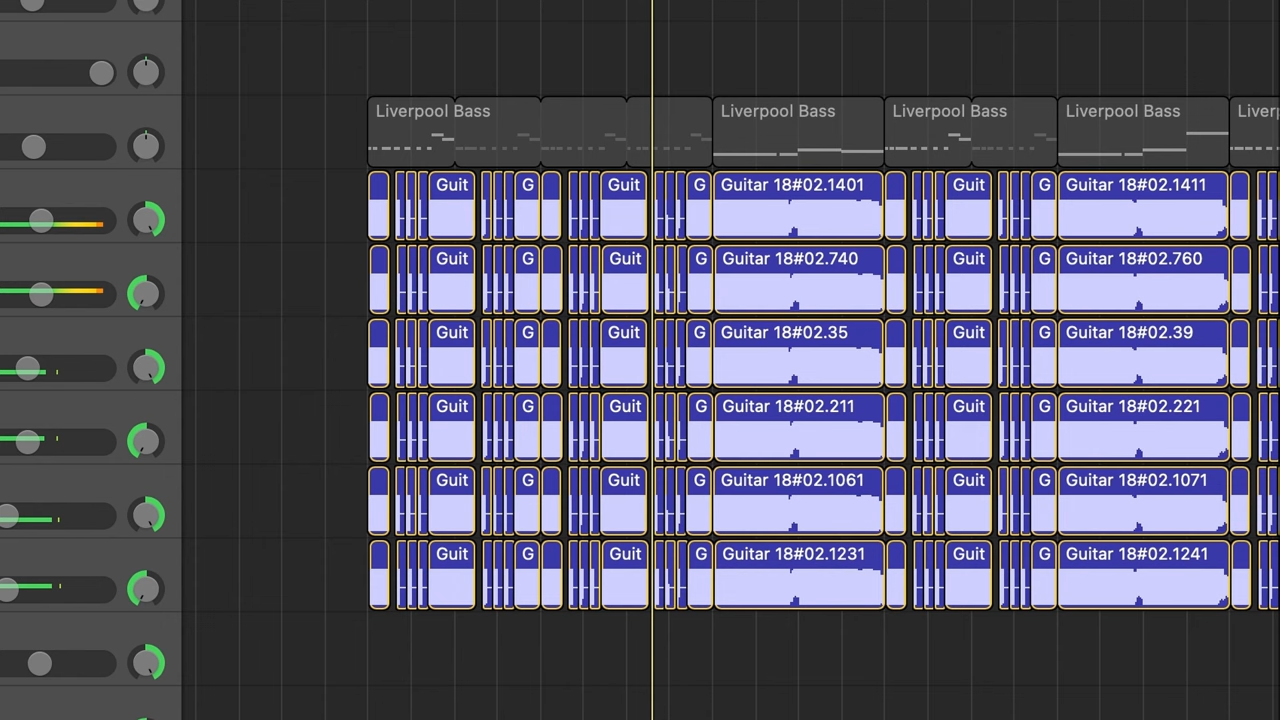 Liverpool Bass Liverpool Bass Liverpool Bass Liverpool Bass Liverp
Guit G Guit G Guitar 18#02.1401 Guit G Guitar 18#02.1411
Guit G Guit G Guitar 18#02.740 Guit G Guitar 18#02.760
Guit G Guit G Guitar 18#02.35 Guit G Guitar 18#02.39
Guit G Guit G Guitar 18#02.211 Guit G Guitar 18#02.221
Guit G Guit G Guitar 18#02.1061 Guit G Guitar 18#02.1071
Guit G Guit G Guitar 18#02.1231 Guit G Guitar 18#02.1241